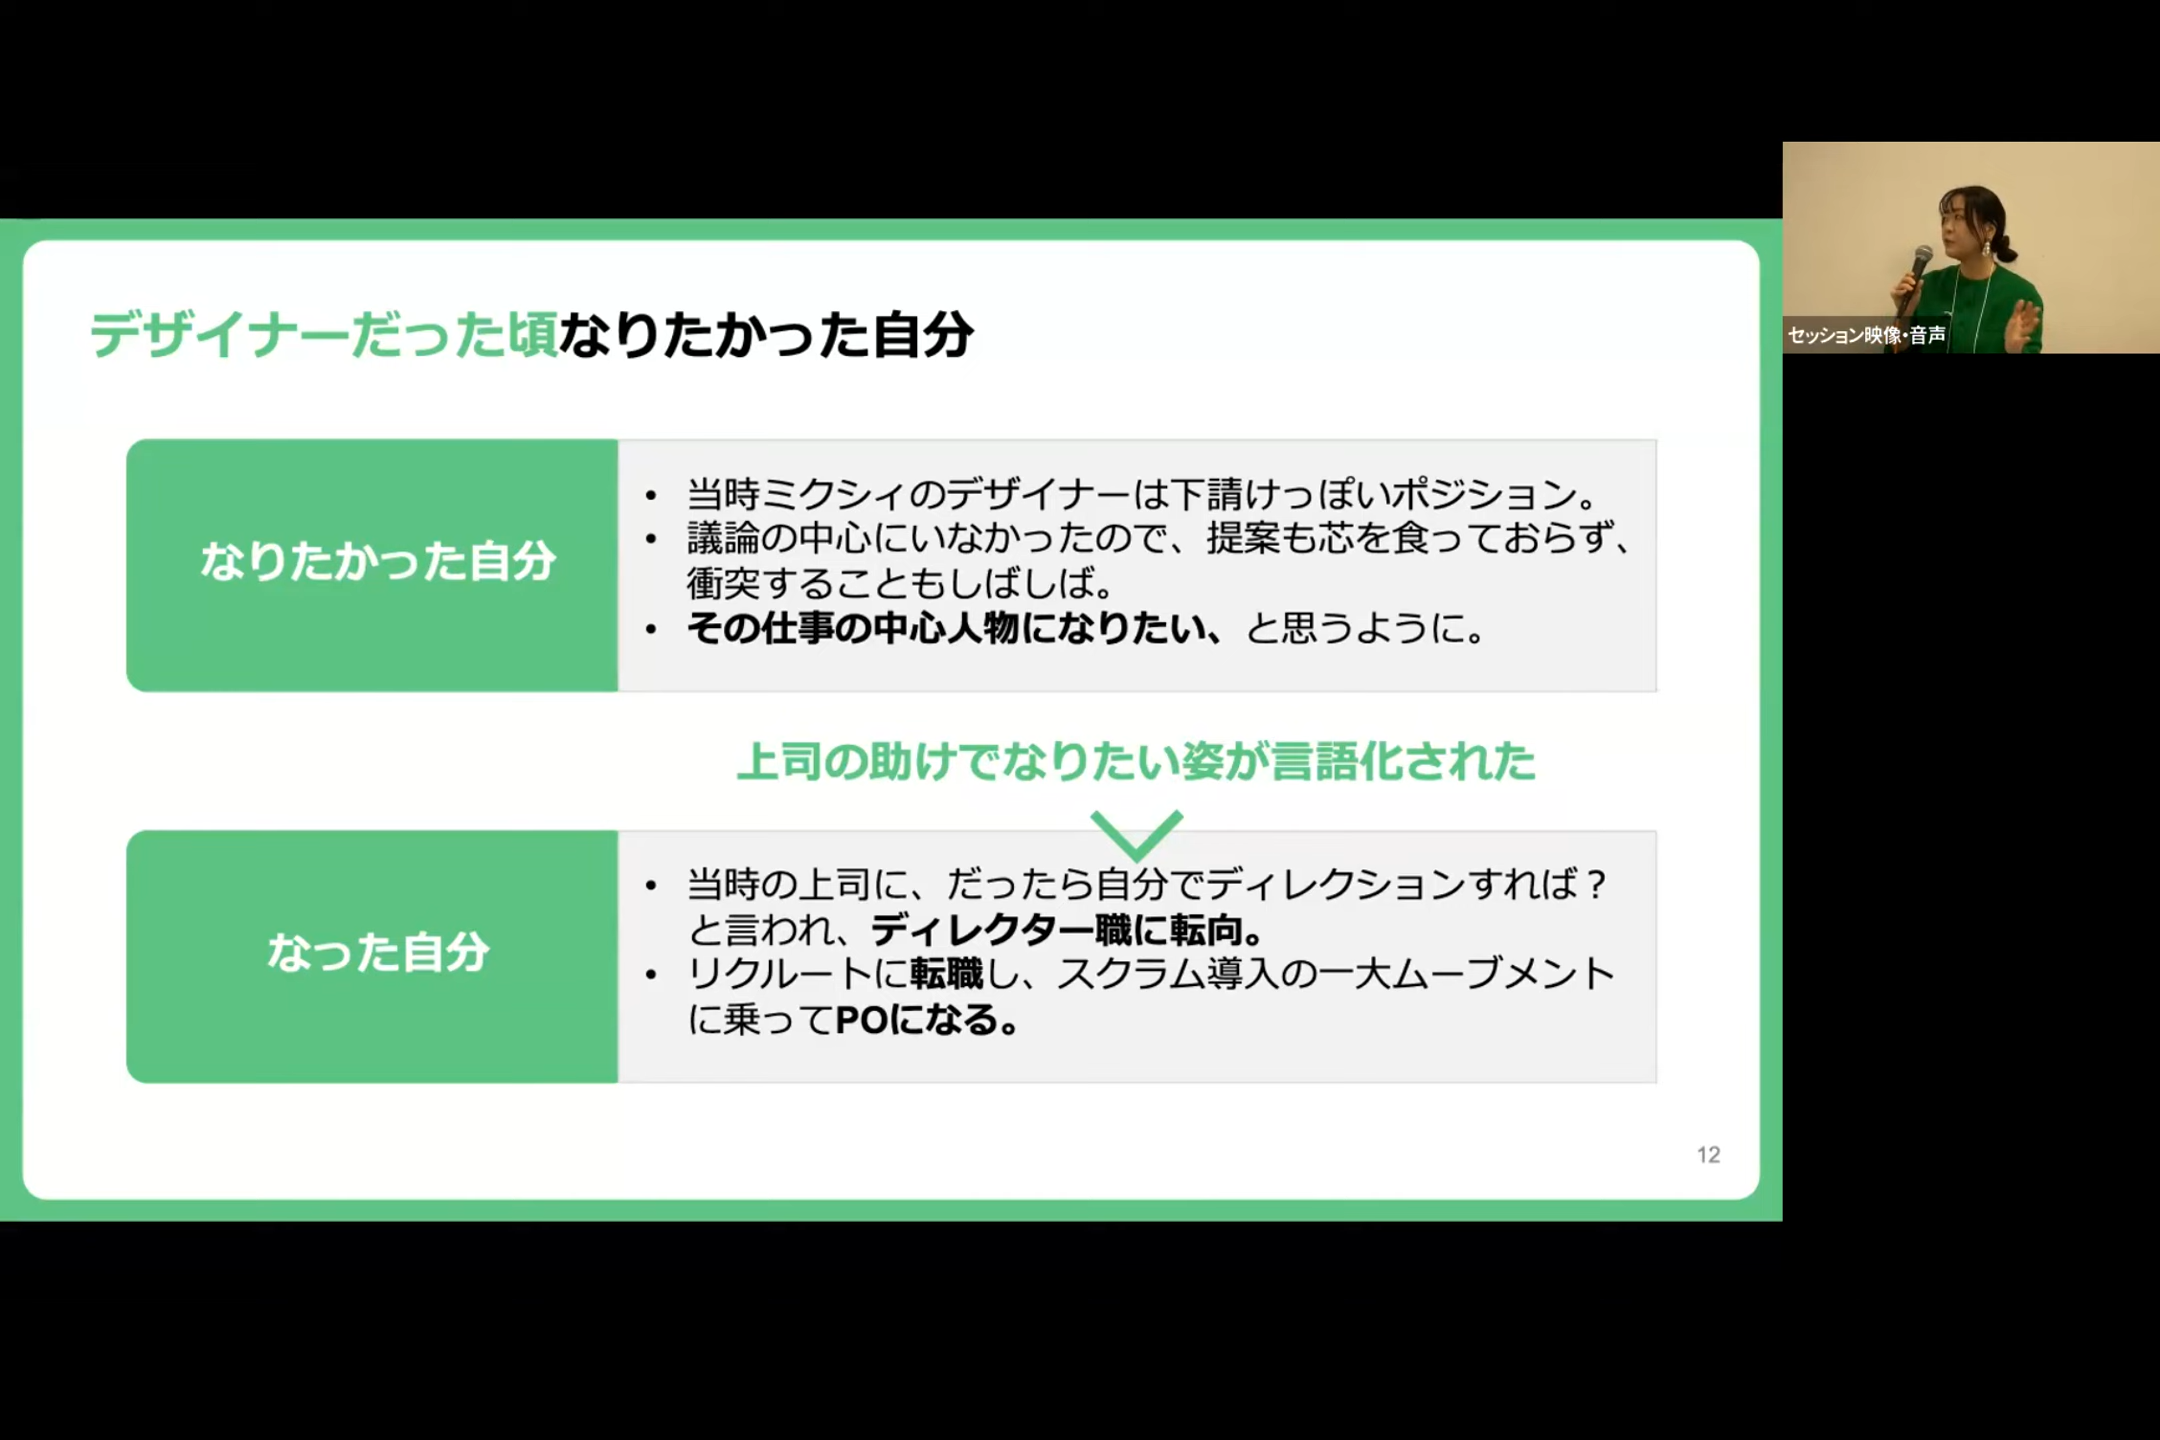 デザイナーだった頃なりたかった自分
なりたかった自分
• 当時ミクシィのデザイナーは下請けっぽいポジション。
• 議論の中心にいなかったので、提案も芯を食っておらず、
衝突することもしばしば。
• その仕事の中心人物になりたい、と思うように。
上司の助けでなりたい姿が言語化された
なった自分
• 当時の上司に、だったら自分でディレクションすれば？
と言われ、ディレクター職に転向。
• リクルートに転職し、スクラム導入の一大ムーブメント
に乗ってPOになる。
12
セッション映像・音声